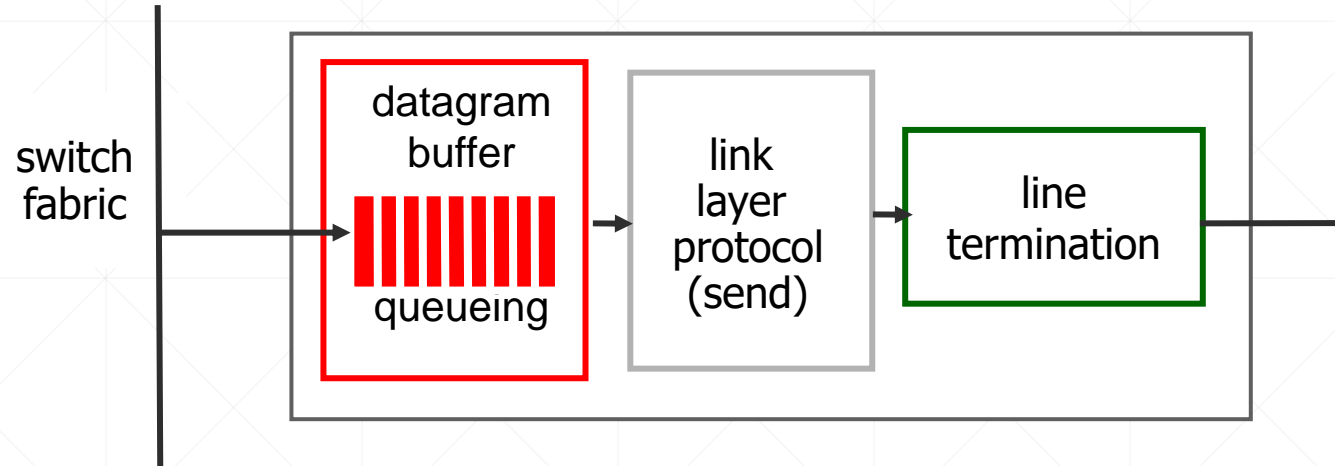 switch
fabric
datagram
buffer
queueing
link
layer
protocol
(send)
line
termination